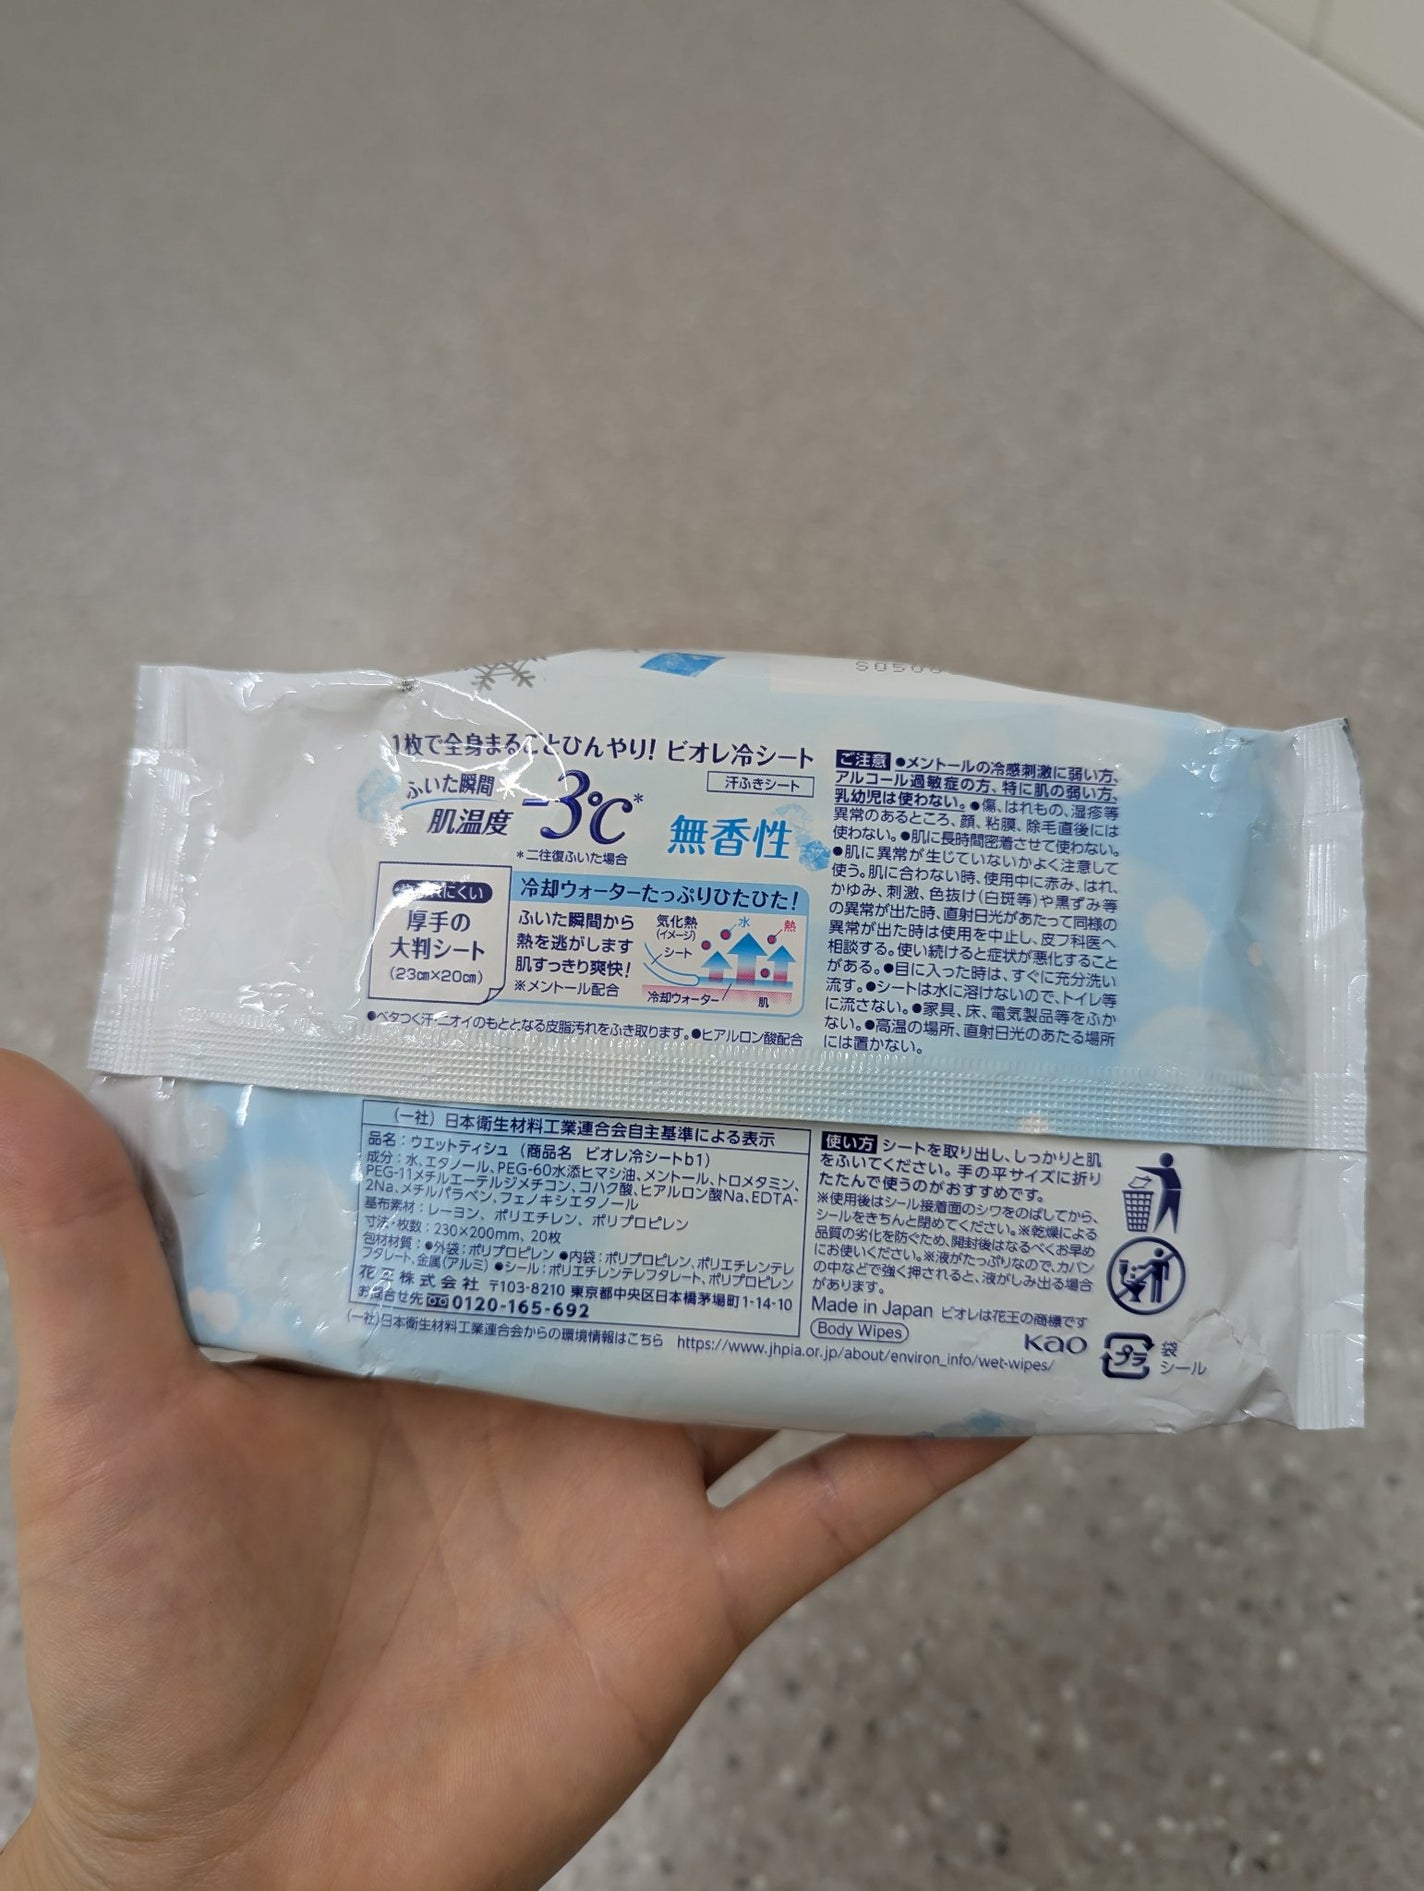 S0500
1枚で全身まるごとひんやり! ビオレ冷シート
汗ふきシート
ふいた瞬間
肌温度
-3℃*
*二往復ふいた場合
無香性
にくい
厚手の
大判シート
(23cm×20cm)
冷却ウォーターたっぷりひたひた!
ふいた瞬間から
熱を逃がします
肌すっきり爽快!
※メントール配合
気化熱
(イメージ)
水
熱
シート
冷却ウォーター
肌
●ベタつく汗・ニオイのもととなる皮脂汚れをふき取ります。●ヒアルロン酸配合
ご注意 ●メントールの冷感刺激に弱い方、
アルコール過敏症の方、特に肌の弱い方、
乳幼児は使わない。●傷、はれもの、湿疹等
異常のあるところ、顔、粘膜、除毛直後には
使わない。●肌に長時間密着させて使わない。
●肌に異常が生じていないかよく注意して
使う。肌に合わない時、使用中に赤み、はれ、
かゆみ、刺激、色抜け(白斑等)や黒ずみ等
の異常が出た時、直射日光があたって同様の
異常が出た時は使用を中止し、皮フ科医へ
相談する。使い続けると症状が悪化すること
がある。●目に入った時は、すぐに充分洗い
流す。●シートは水に溶けないので、トイレ等
に流さない。●家具、床、電気製品等をふか
ない。●高温の場所、直射日光のあたる場所
には置かない。
(一社) 日本衛生材料工業連合会自主基準による表示
品名:ウエットティシュ (商品名 ビオレ冷シートb1)
成分:水、エタノール、PEG-60水添ヒマシ油、メントール、トロメタミン、
PEG-11メチルエーテルジメチコン、コハク酸、ヒアルロン酸Na、EDTA-
2Na、メチルパラベン、フェノキシエタノール
基布素材:レーヨン、ポリエチレン、ポリプロピレン
寸法・枚数:230×200mm、20枚
包材材質:●外袋:ポリプロピレン ●内袋:ポリプロピレン、ポリエチレンテレ
フタレート、金属(アルミ) ●シール:ポリエチレンテレフタレート、ポリプロピレン
花王株式会社 〒103-8210 東京都中央区日本橋茅場町1-14-10
お問合せ先 0120-165-692
(一社)日本衛生材料工業連合会からの環境情報はこちら https://www.jhpia.or.jp/about/environ_info/wet-wipes/
使い方 シートを取り出し、しっかりと肌
をふいてください。手の平サイズに折り
たたんで使うのがおすすめです。
※使用後はシール接着面のシワをのばしてから、
シールをきちんと閉めてください。※乾燥による
品質の劣化を防ぐため、開封後はなるべくお早め
にお使いください。※液がたっぷりなので、カバン
の中などで強く押されると、液がしみ出る場合
があります。
Made in Japan ビオレは花王の商標です
Body Wipes
Kao
プラ
袋
シール